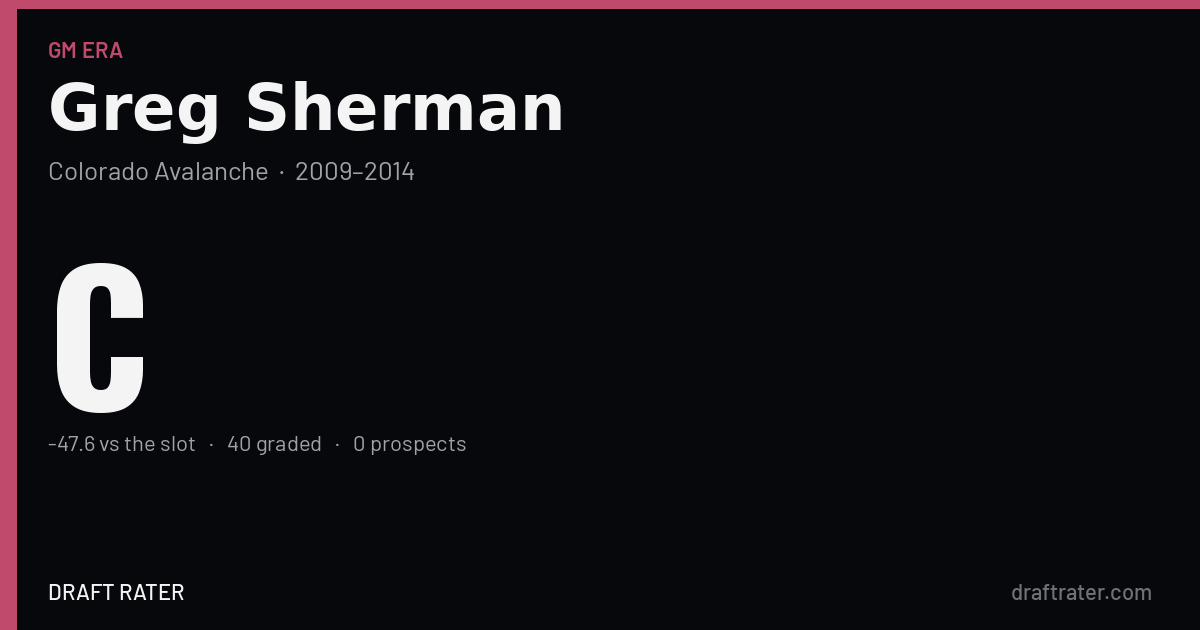 GM ERA
Greg Sherman
Colorado Avalanche · 2009–2014
C
-47.6 vs the slot · 40 graded · 0 prospects
DRAFT RATER
draftrater.com